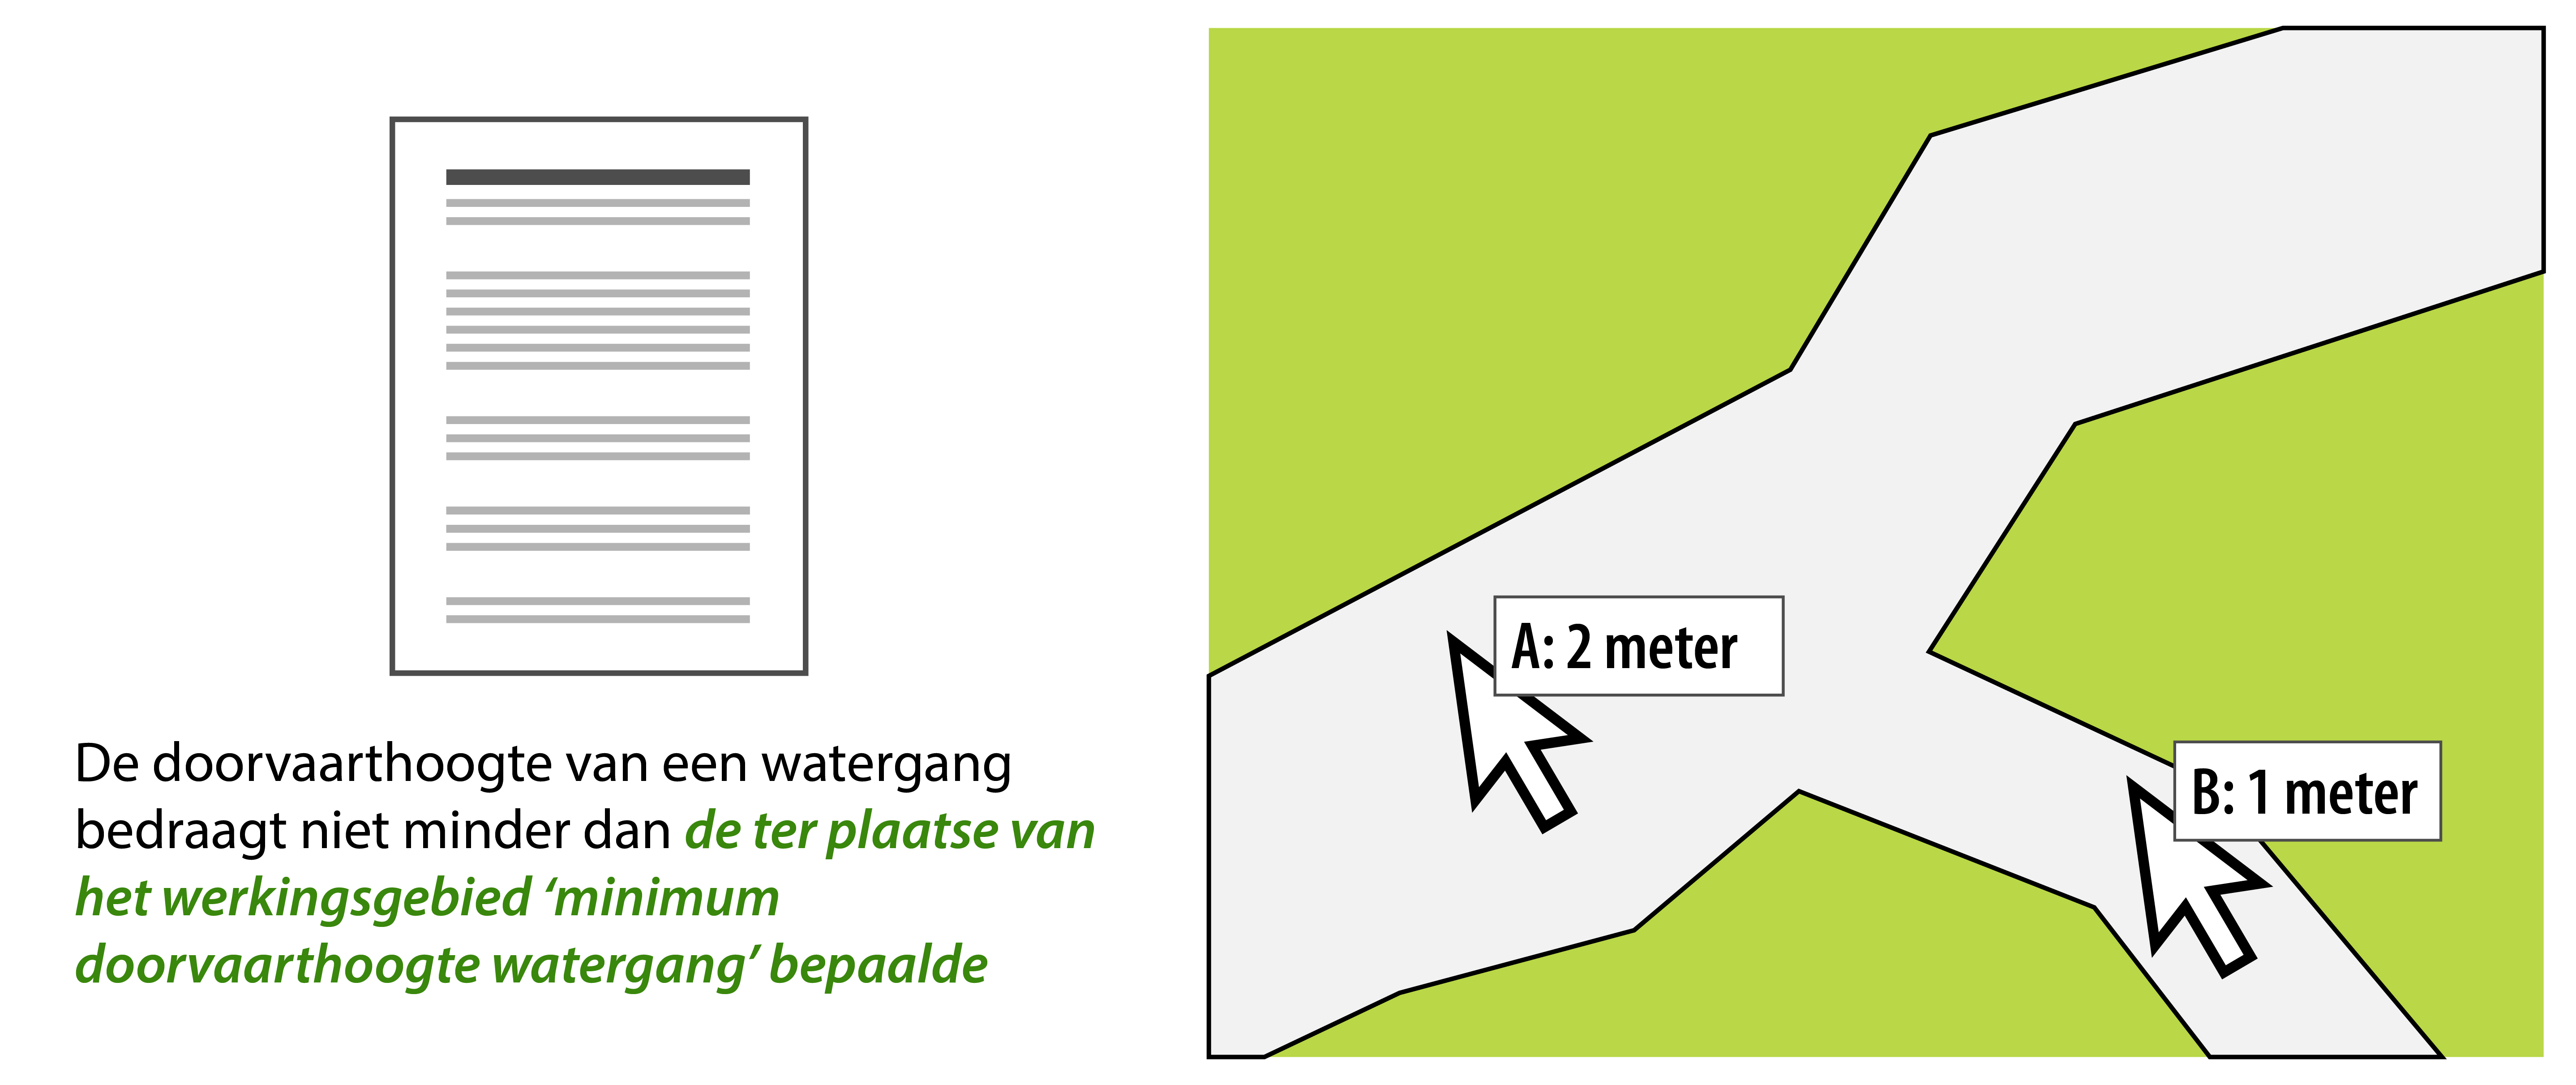 De doorvaarthoogte van een watergang
bedraagt niet minder dan de ter plaatse van
het werkingsgebied ‘minimum
doorvaarthoogte watergang’ bepaalde
A: 2 meter
B: 1 meter